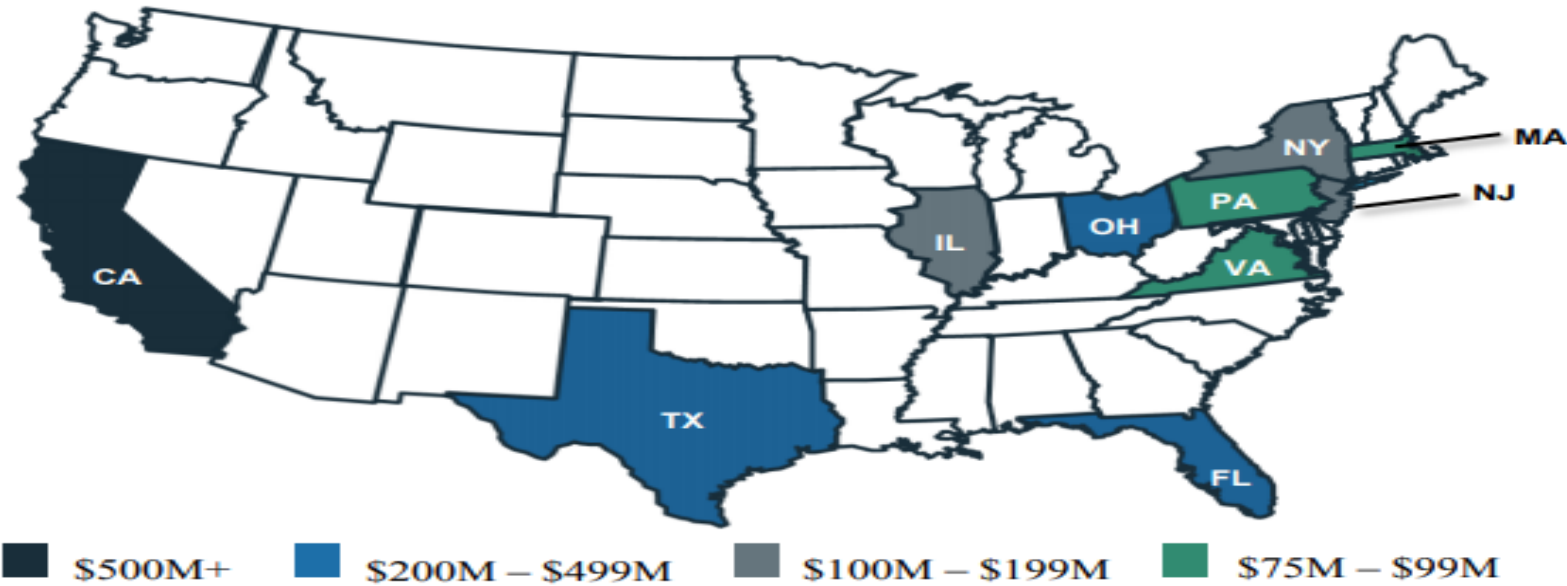 MA
NY
NJ
PA
OH
IL
VA
CA
TX
FL
$500M+
$200M – $499M
$100M – $199M
$75M – $99M